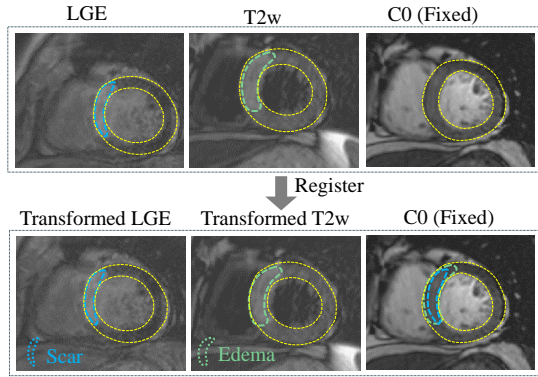 LGE
T2w
C0 (Fixed)
Register
Transformed LGE
Transformed T2w
C0 (Fixed)
Scar
Edema